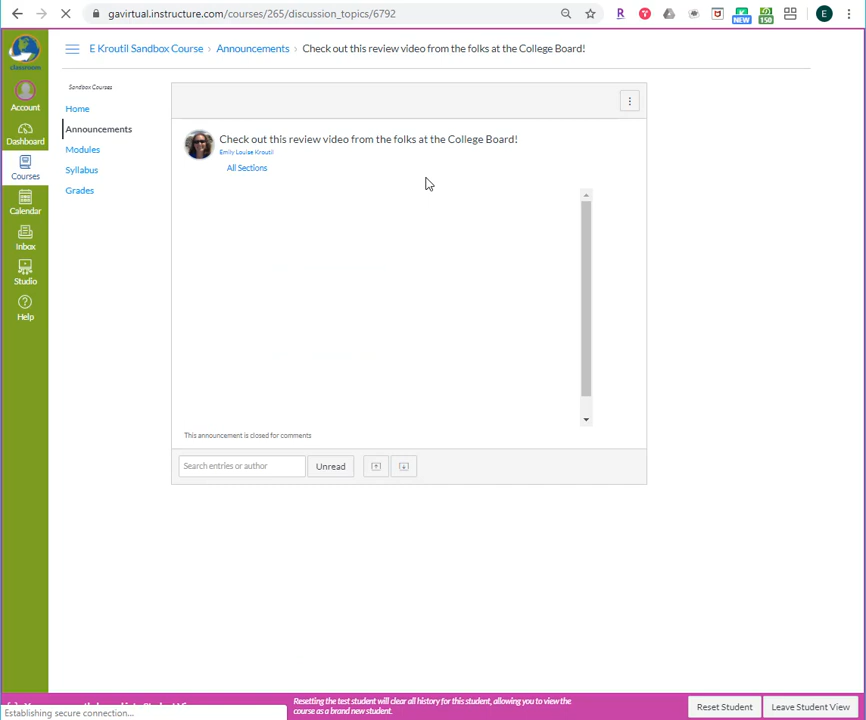 gavirtual.instructure.com/courses/265/discussion_topics/6792
NEW
150
E
E Kroutil Sandbox Course › Announcements › Check out this review video from the folks at the College Board!
classroom
Account
Dashboard
Courses
Calendar
Inbox
Studio
Help
Sandbox Courses
Home
Announcements
Modules
Syllabus
Grades
Check out this review video from the folks at the College Board!
Emily Louise Kroutil
All Sections
This announcement is closed for comments
Search entries or author
Unread
Resetting the test student will clear all history for this student, allowing you to view the
course as a brand new student.
Reset Student
Leave Student View
Establishing secure connection...